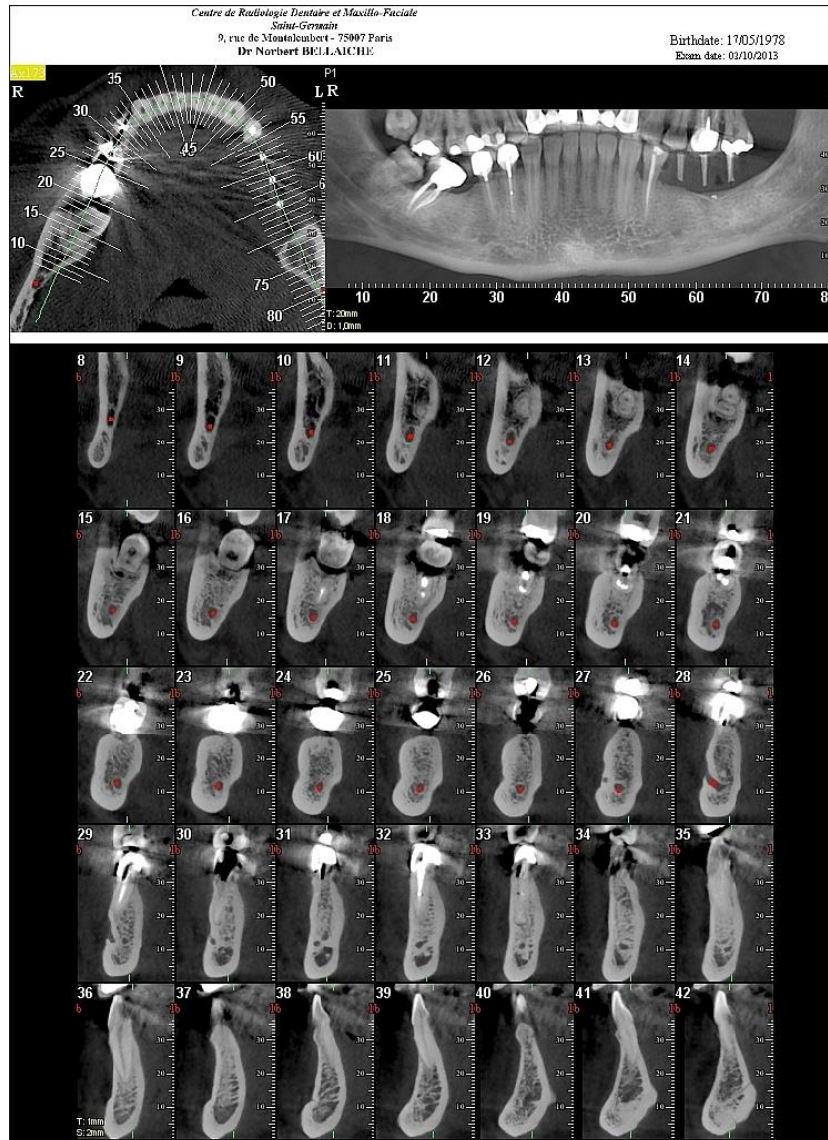 Centre de Radiologie Dentaire et Maxillo-Faciale
Saint-Germain
9, rue de Montalembert - 75007 Paris
Dr Norbert BELLAICHE
Birthdate: 17/05/1978
Exam date: 03/10/2013
Ax173
P1
R
L
R
35
50
30
55
25
45
60
20
15
10
75
80
10 20 30 40 50 60 70 80
T: 20mm
D: 1,0mm
8 9 10 11 12 13 14
15 16 17 18 19 20 21
22 23 24 25 26 27 28
29 30 31 32 33 34 35
36 37 38 39 40 41 42
T: 1mm
S: 2mm